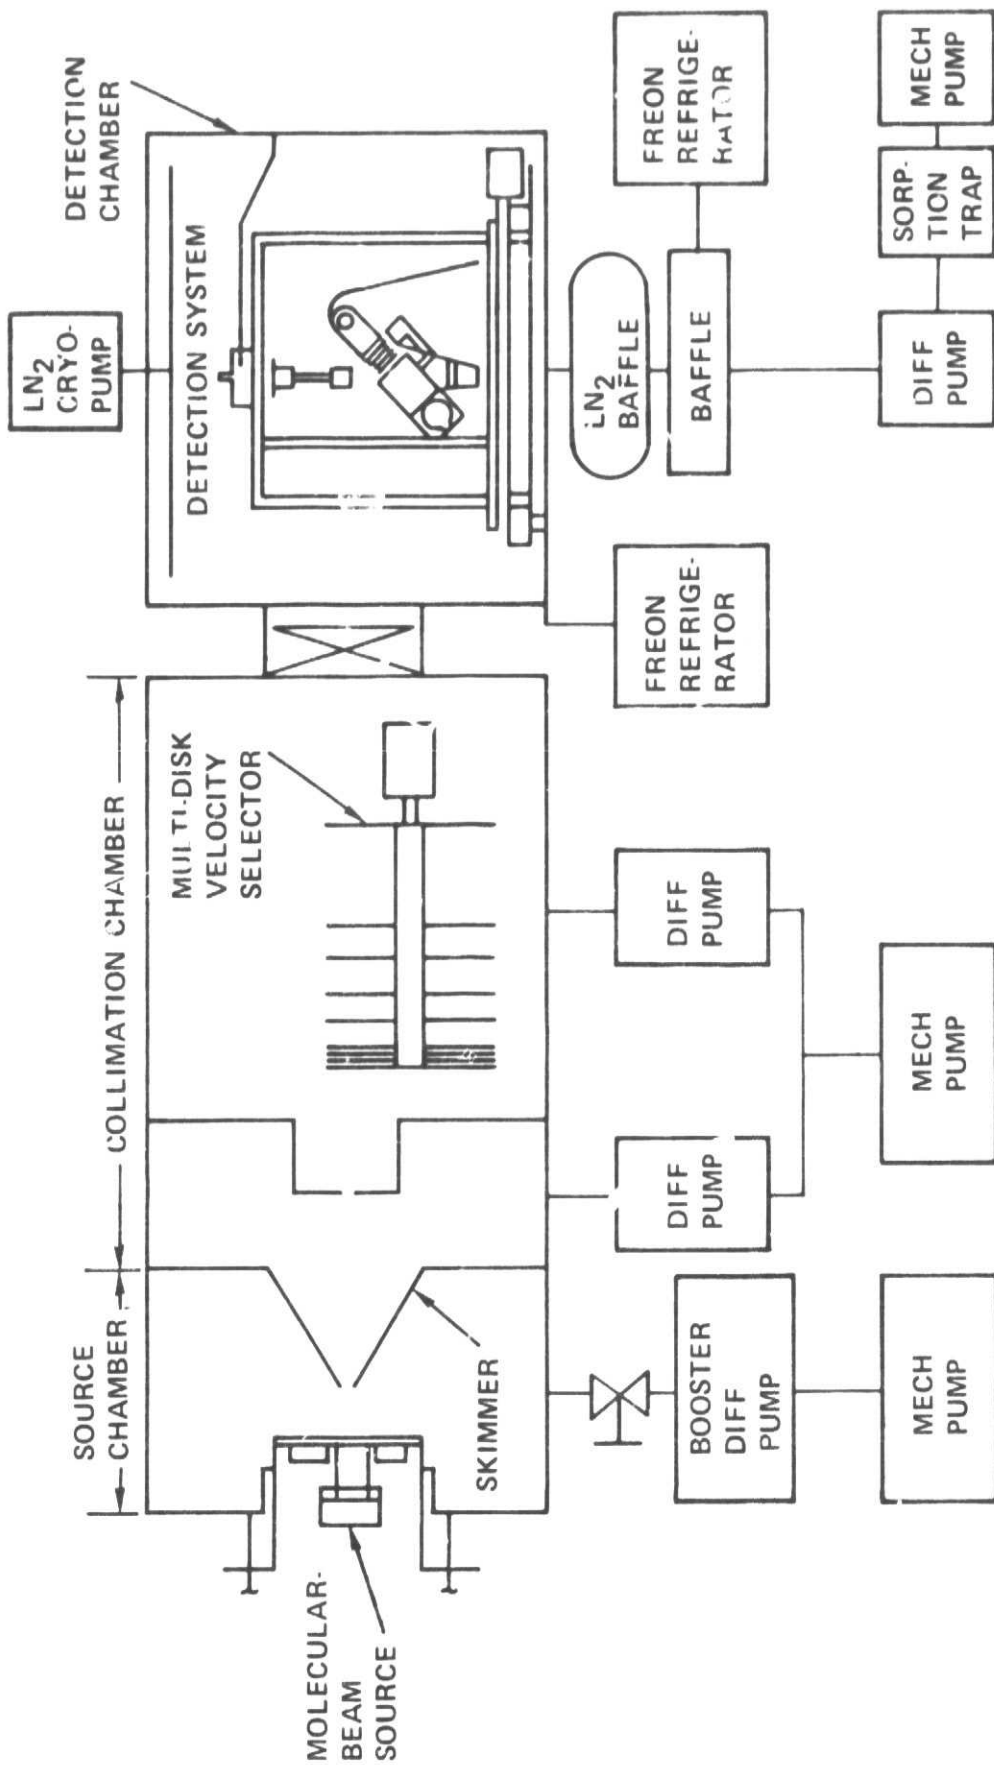 SOURCE
CHAMBER
COLLIMATION CHAMBER
DETECTION
CHAMBER
LN2
CRYO-
PUMP
DETECTION SYSTEM
MULTI-DISK
VELOCITY
SELECTOR
SKIMMER
MOLECULAR-
BEAM
SOURCE
BOOSTER
DIFF
PUMP
MECH
PUMP
DIFF
PUMP
DIFF
PUMP
MECH
PUMP
FREON
REFRIGE-
RATOR
LN2
BAFFLE
BAFFLE
FREON
REFRIGE-
RATOR
DIFF
PUMP
SORP-
TION
TRAP
MECH
PUMP